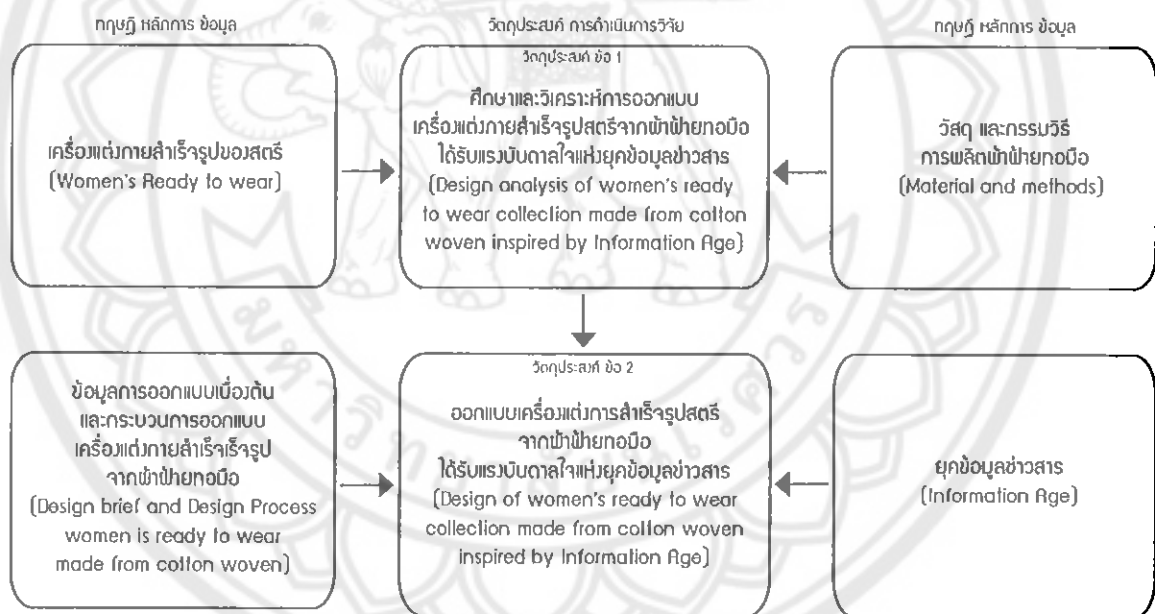 ทฤษฎี หลักการ ข้อมูล
วัตถุประสงค์ การดำเนินการวิจัย
ทฤษฎี หลักการ ข้อมูล
เครื่องแต่งกายสำเร็จรูปของสตรี
(Women's Ready to wear)
วัตถุประสงค์ ข้อ 1
ศึกษาและวิเคราะห์การออกแบบ
เครื่องแต่งกายสำเร็จรูปสตรีจากผ้าฝ้ายทอมือ
ได้รับแรงบันดาลใจแห่งยุคข้อมูลข่าวสาร
(Design analysis of women's ready
to wear collection made from cotton
woven inspired by Information Age)
วัสดุ และกรรมวิธี
การผลิตผ้าฝ้ายทอมือ
(Material and methods)
ข้อมูลการออกแบบเบื้องต้น
และกระบวนการออกแบบ
เครื่องแต่งกายสำเร็จเร็จรูป
จากผ้าฝ้ายทอมือ
(Design brief and Design Process
women is ready to wear
made from cotton woven)
วัตถุประสงค์ ข้อ 2
ออกแบบเครื่องแต่งการสำเร็จรูปสตรี
จากผ้าฝ้ายทอมือ
ได้รับแรงบันดาลใจแห่งยุคข้อมูลข่าวสาร
(Design of women's ready to wear
collection made from cotton woven
inspired by Information Age)
ยุคข้อมูลข่าวสาร
(Information Age)